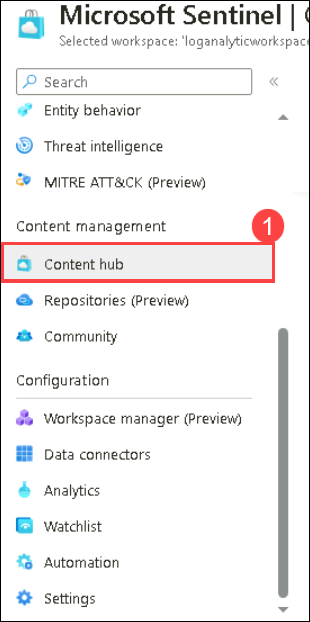 Microsoft Sentinel |
Selected workspace: 'loganalyticworkspace
Search
«
Entity behavior
Threat intelligence
MITRE ATT&CK (Preview)
Content management
1
Content hub
Repositories (Preview)
Community
Configuration
Workspace manager (Preview)
Data connectors
Analytics
Watchlist
Automation
Settings